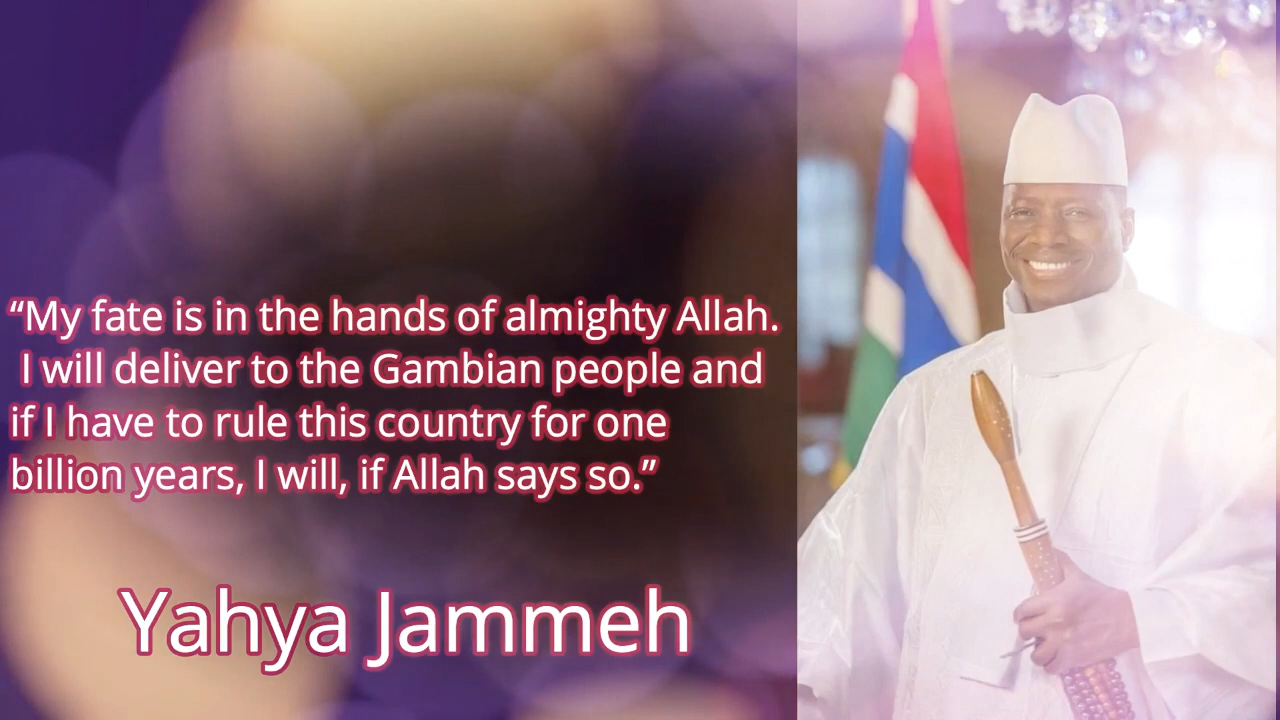 “My fate is in the hands of almighty Allah.
I will deliver to the Gambian people and
if I have to rule this country for one
billion years, I will, if Allah says so.”
Yahya Jammeh